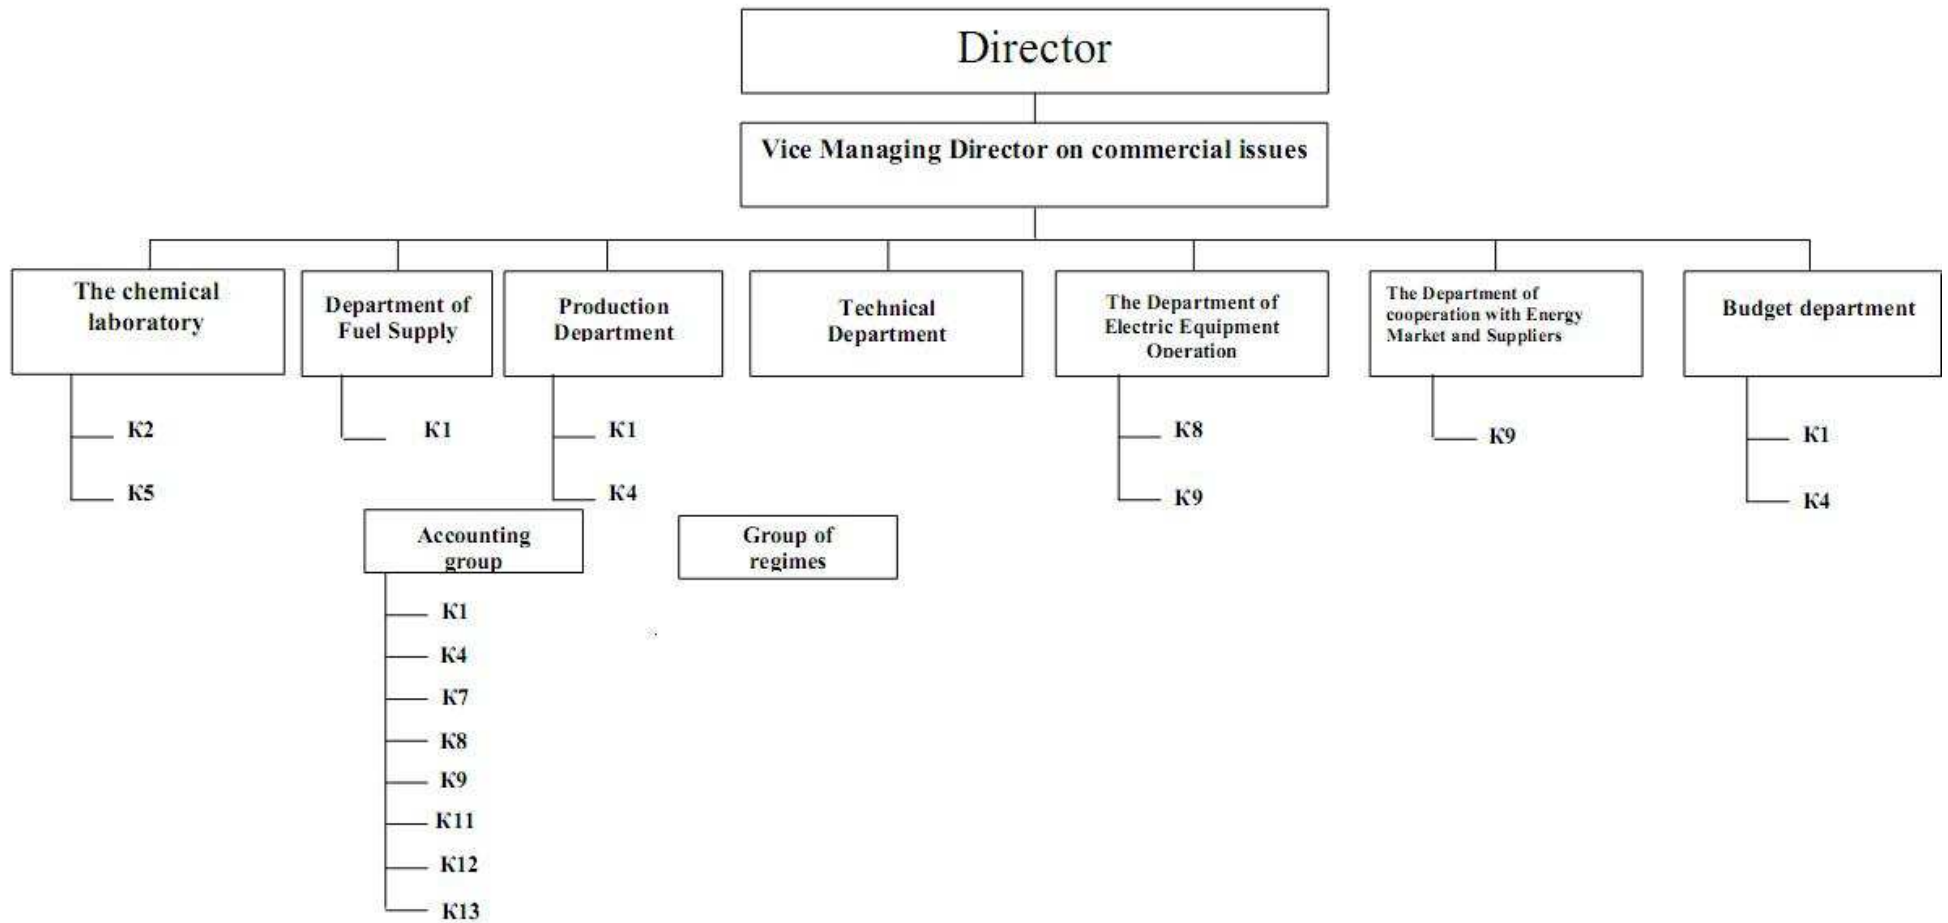 Director
Vice Managing Director on commercial issues
The chemical
laboratory
Department of
Fuel Supply
Production
Department
Technical
Department
The Department of
Electric Equipment
Operation
The Department of
cooperation with Energy
Market and Suppliers
Budget department
K2
K5
K1
K1
K4
K8
K9
K9
K1
K4
Accounting
group
Group of
regimes
K1
K4
K7
K8
K9
K11
K12
K13